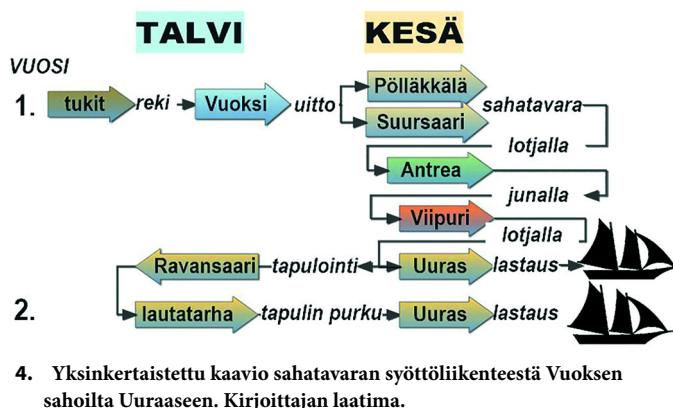 TALVI KESÄ
VUOSI
1. tukit reki Vuoksi uitto Pölläkkälä
Suursaari sahatavara
lotjalla
Antrea
junalla
Viipuri
lotjalla
Ravansaari tapulointi Uuras lastaus
2. lautatarha tapulin purku Uuras lastaus
4. Yksinkertaistettu kaavio sahatavaran syöttöliikenteestä Vuoksen
sahoilta Uuraaseen. Kirjoittajan laatima.